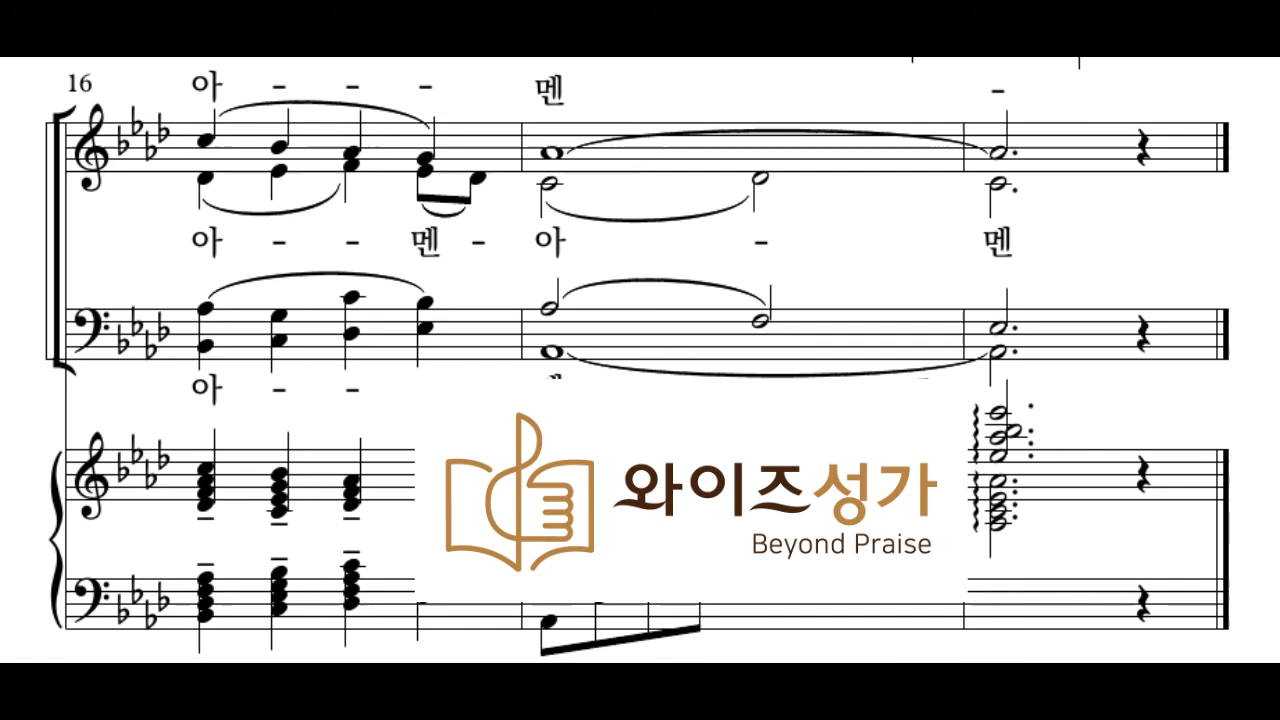 16
아 - - - 멘 -
아 - - 멘 - 아 - 멘
아 - -
와이즈성가
Beyond Praise